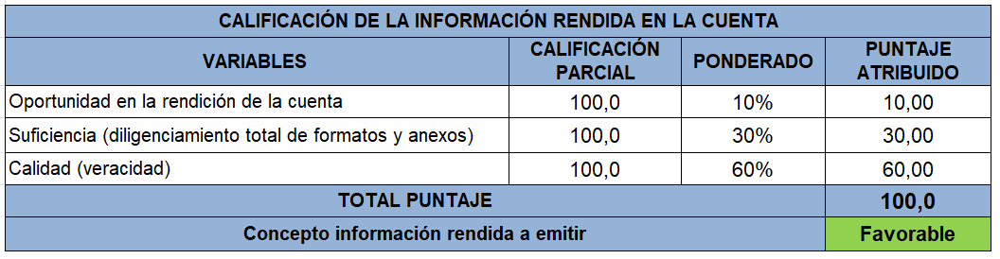 CALIFICACIÓN DE LA INFORMACIÓN RENDIDA EN LA CUENTA
VARIABLES CALIFICACIÓN PARCIAL PONDERADO PUNTAJE ATRIBUIDO
Oportunidad en la rendición de la cuenta 100,0 10% 10,00
Suficiencia (diligenciamiento total de formatos y anexos) 100,0 30% 30,00
Calidad (veracidad) 100,0 60% 60,00
TOTAL PUNTAJE 100,0
Concepto información rendida a emitir Favorable